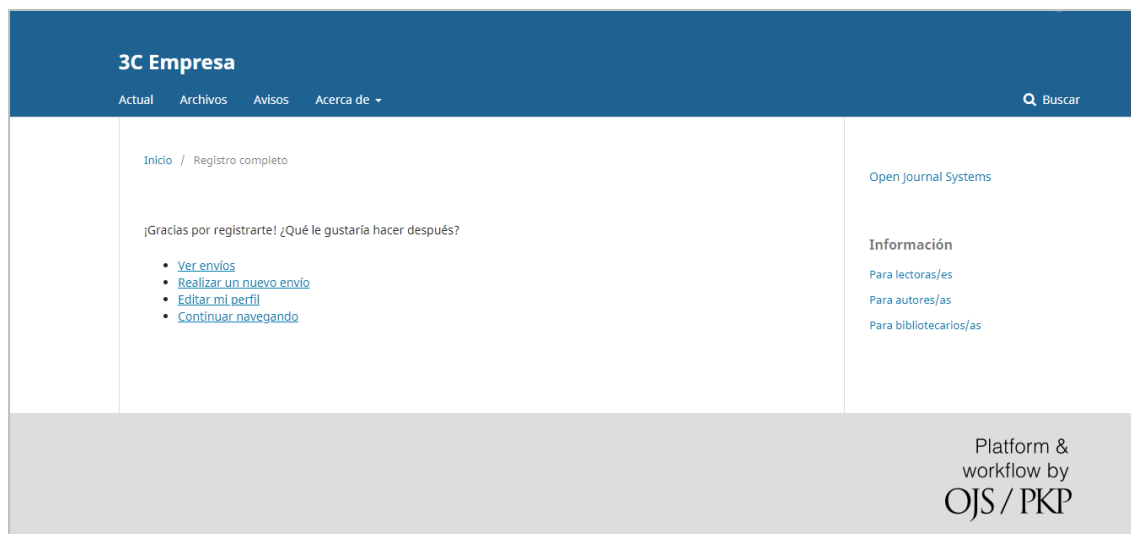 3C Empresa
Actual Archivos Avisos Acerca de
Buscar
Inicio / Registro completo
¡Gracias por registrarte! ¿Qué le gustaría hacer después?
Ver envíos
Realizar un nuevo envío
Editar mi perfil
Continuar navegando
Open Journal Systems
Información
Para lectoras/es
Para autores/as
Para bibliotecarios/as
Platform &
workflow by
OJS / PKP